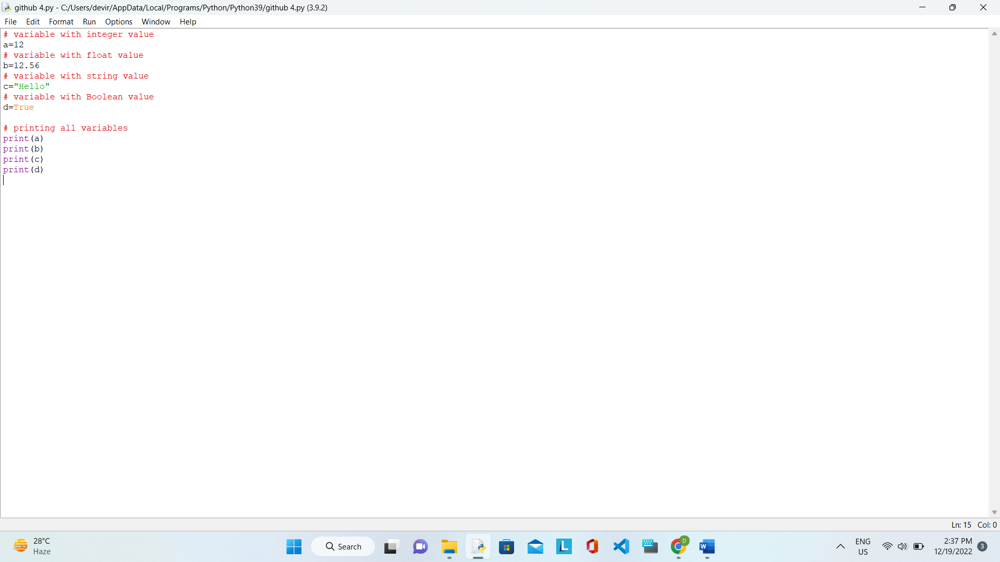 github 4.py - C:/Users/devir/AppData/Local/Programs/Python/Python39/github 4.py (3.9.2)
File Edit Format Run Options Window Help
# variable with integer value
a=12
# variable with float value
b=12.56
# variable with string value
c="Hello"
# variable with Boolean value
d=True
# printing all variables
print(a)
print(b)
print(c)
print(d)
Ln: 15 Col: 0
28°C
Haze
Search
L
D
W
ENG
US
2:37 PM
12/19/2022
3